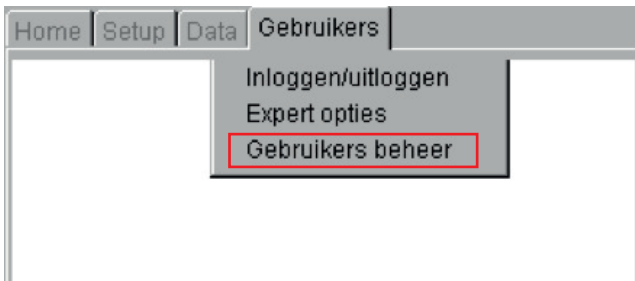 Home Setup Data Gebruikers
Inloggen/uitloggen
Expert opties
Gebruikers beheer